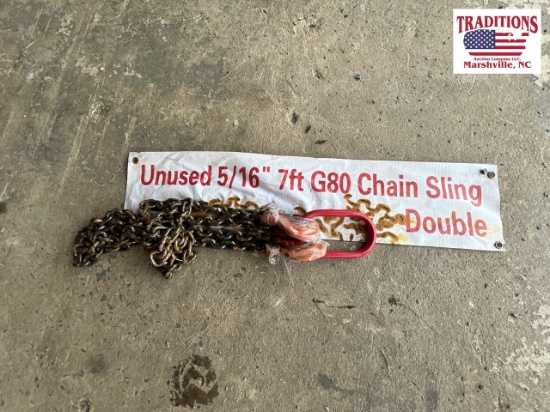 TRADITIONS
Auction Company LLC.
Marshville, NC
Unused 5/16" 7ft G80 Chain Sling
Double